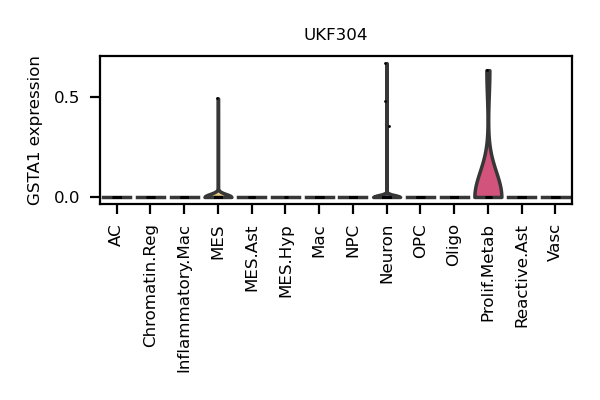 UKF304
GSTA1 expression
0.5
0.0
AC
Chromatin.Reg
Inflammatory.Mac
MES
MES.Ast
MES.Hyp
Mac
NPC
Neuron
OPC
Oligo
Prolif.Metab
Reactive.Ast
Vasc